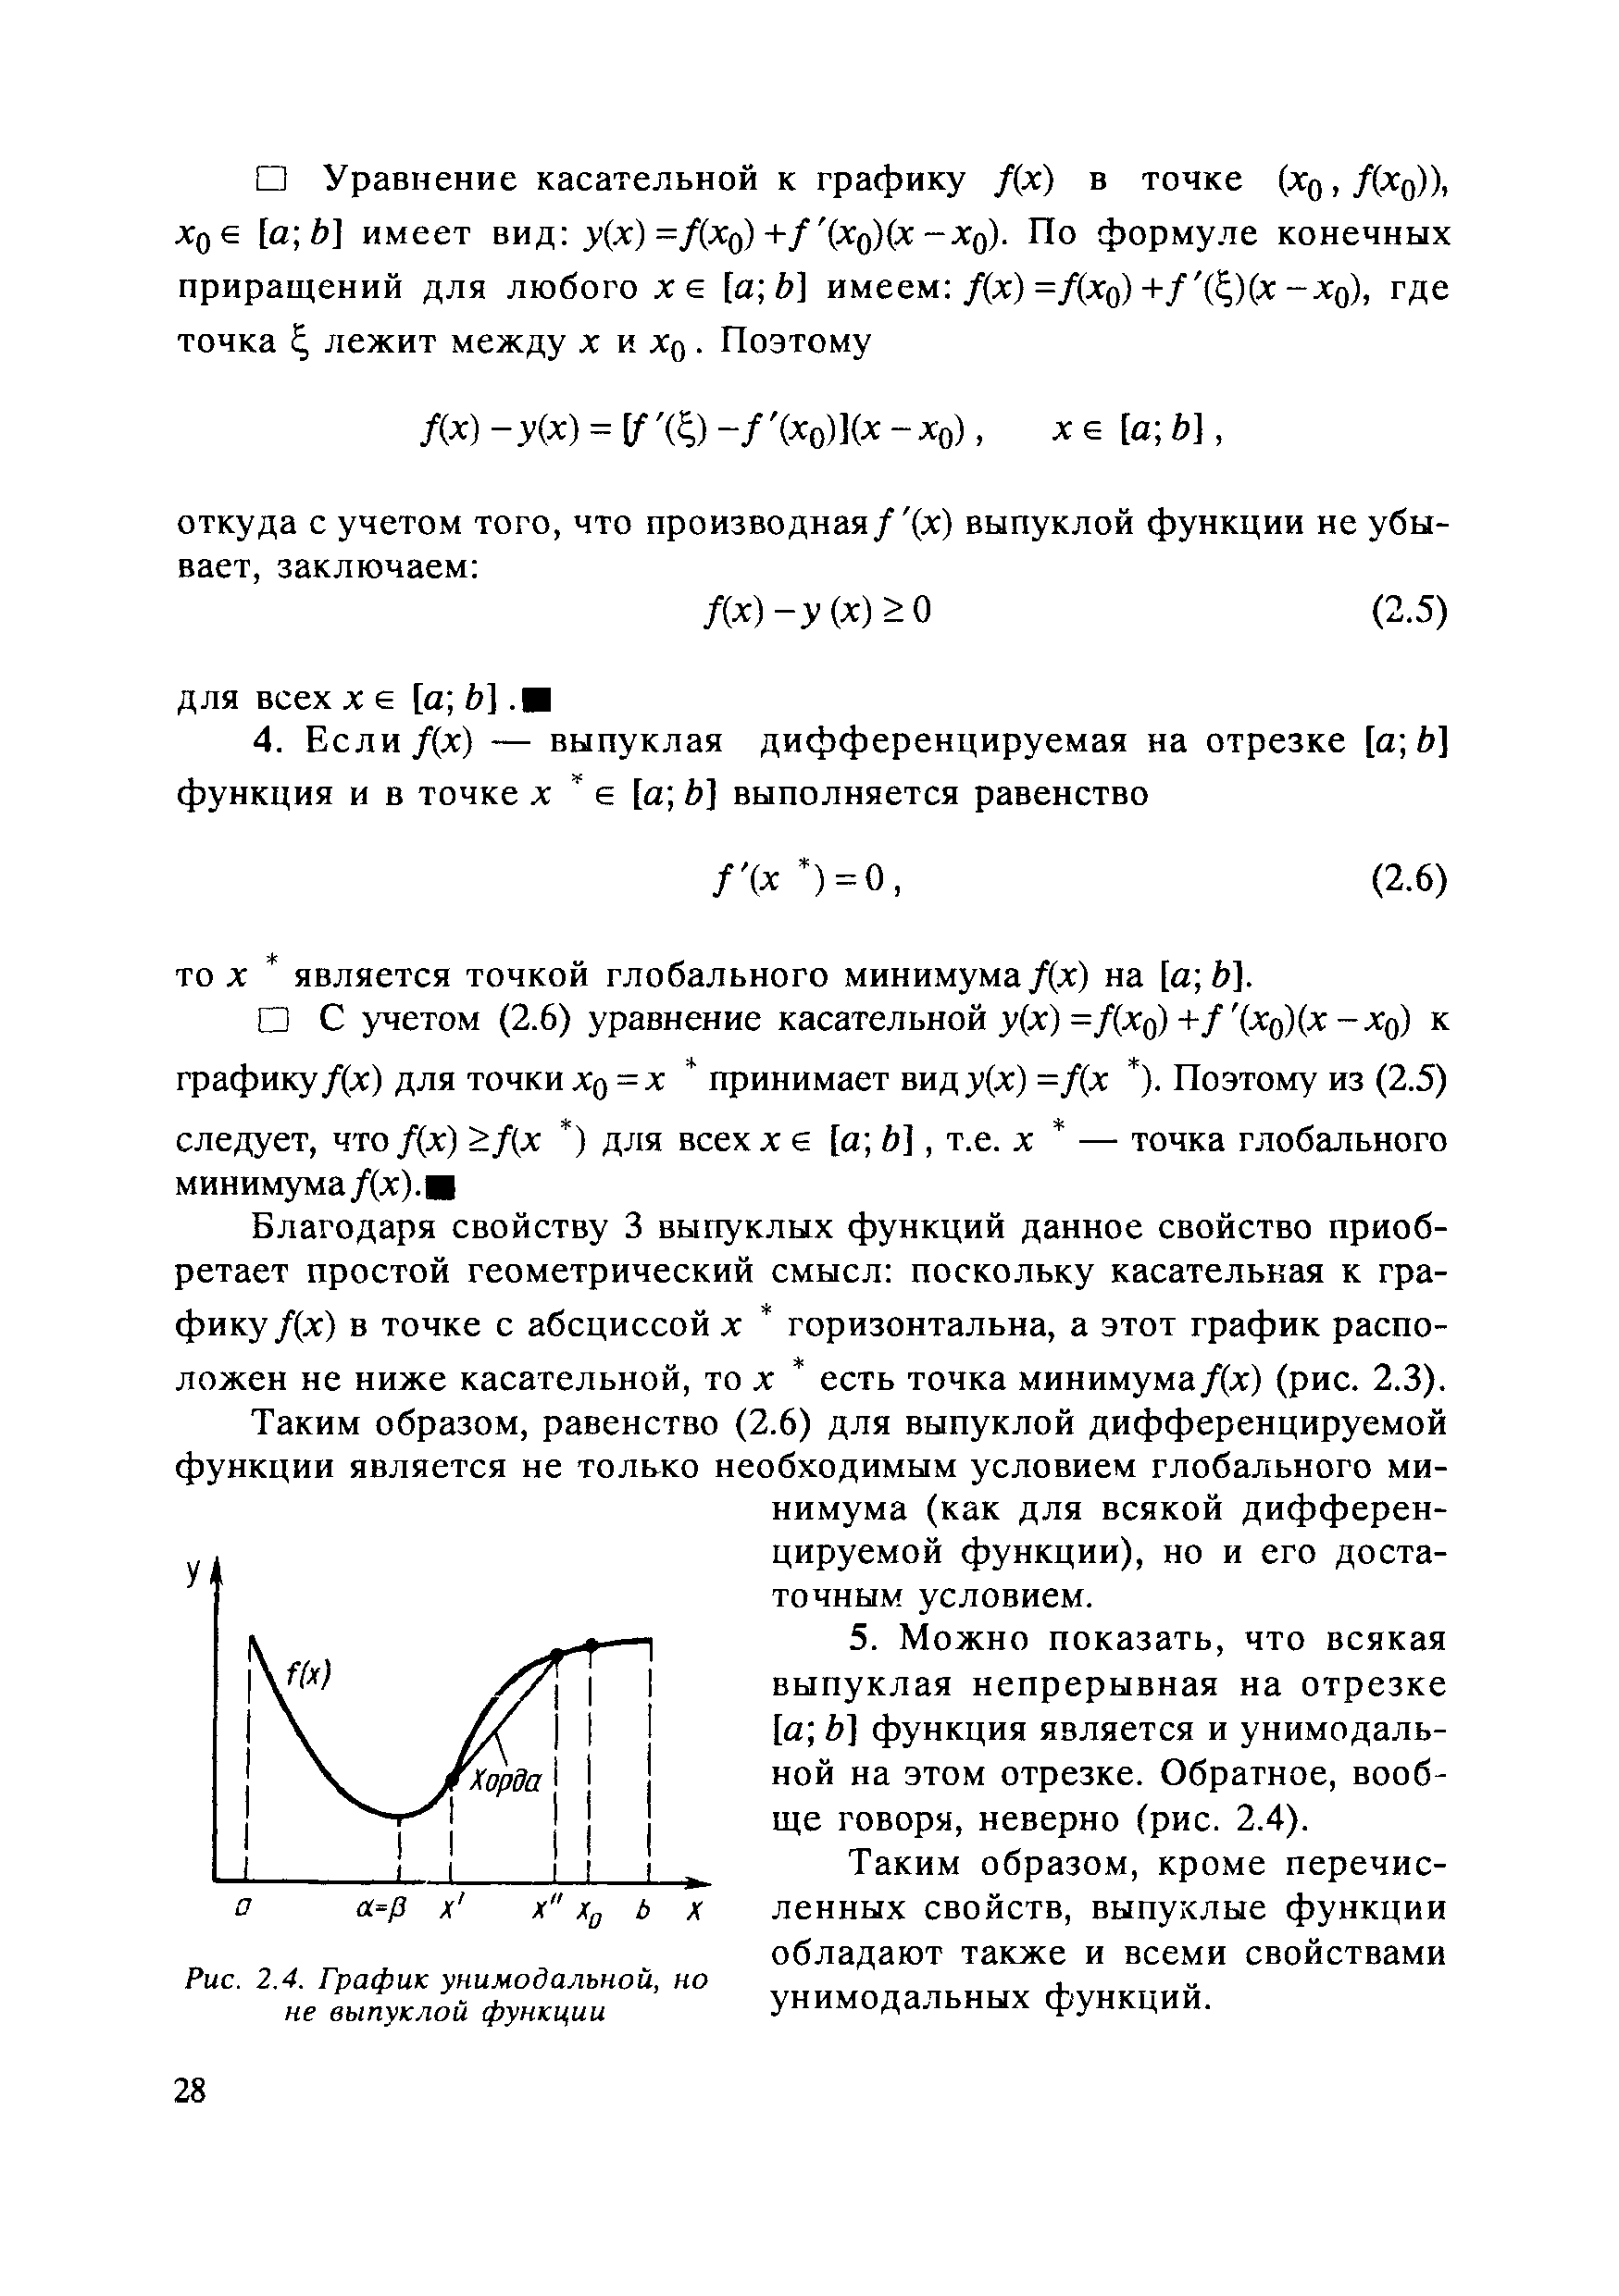 □ Уравнение касательной к графику f(x) в точке (x₀, f(x₀)),
x₀ ∈ [a; b] имеет вид: y(x) = f(x₀) + f '(x₀)(x − x₀). По формуле конечных
приращений для любого x ∈ [a; b] имеем: f(x) = f(x₀) + f '(ξ)(x − x₀), где
точка ξ лежит между x и x₀. Поэтому
f(x) − y(x) = [f '(ξ) − f '(x₀)](x − x₀), x ∈ [a; b],
откуда с учетом того, что производная f '(x) выпуклой функции не убы-
вает, заключаем:
f(x) − y (x) ≥ 0 (2.5)
для всех x ∈ [a; b] .■
4. Если f(x) — выпуклая дифференцируемая на отрезке [a; b]
функция и в точке x * ∈ [a; b] выполняется равенство
f '(x *) = 0 , (2.6)
то x * является точкой глобального минимума f(x) на [a; b].
□ С учетом (2.6) уравнение касательной y(x) = f(x₀) + f '(x₀)(x − x₀) к
графику f(x) для точки x₀ = x * принимает вид y(x) = f(x *). Поэтому из (2.5)
следует, что f(x) ≥ f(x *) для всех x ∈ [a; b] , т.е. x * — точка глобального
минимума f(x).■
Благодаря свойству 3 выпуклых функций данное свойство приоб-
ретает простой геометрический смысл: поскольку касательная к гра-
фику f(x) в точке с абсциссой x * горизонтальна, а этот график распо-
ложен не ниже касательной, то x * есть точка минимума f(x) (рис. 2.3).
Таким образом, равенство (2.6) для выпуклой дифференцируемой
функции является не только необходимым условием глобального ми-
нимума (как для всякой дифферен-
цируемой функции), но и его доста-
точным условием.
5. Можно показать, что всякая
выпуклая непрерывная на отрезке
[a; b] функция является и унимодаль-
ной на этом отрезке. Обратное, вооб-
ще говоря, неверно (рис. 2.4).
Таким образом, кроме перечис-
ленных свойств, выпуклые функции
обладают также и всеми свойствами
унимодальных функций.
y
f(x)
Хорда
a α=β x' x'' x₀ b x
Рис. 2.4. График унимодальной, но
не выпуклой функции
28